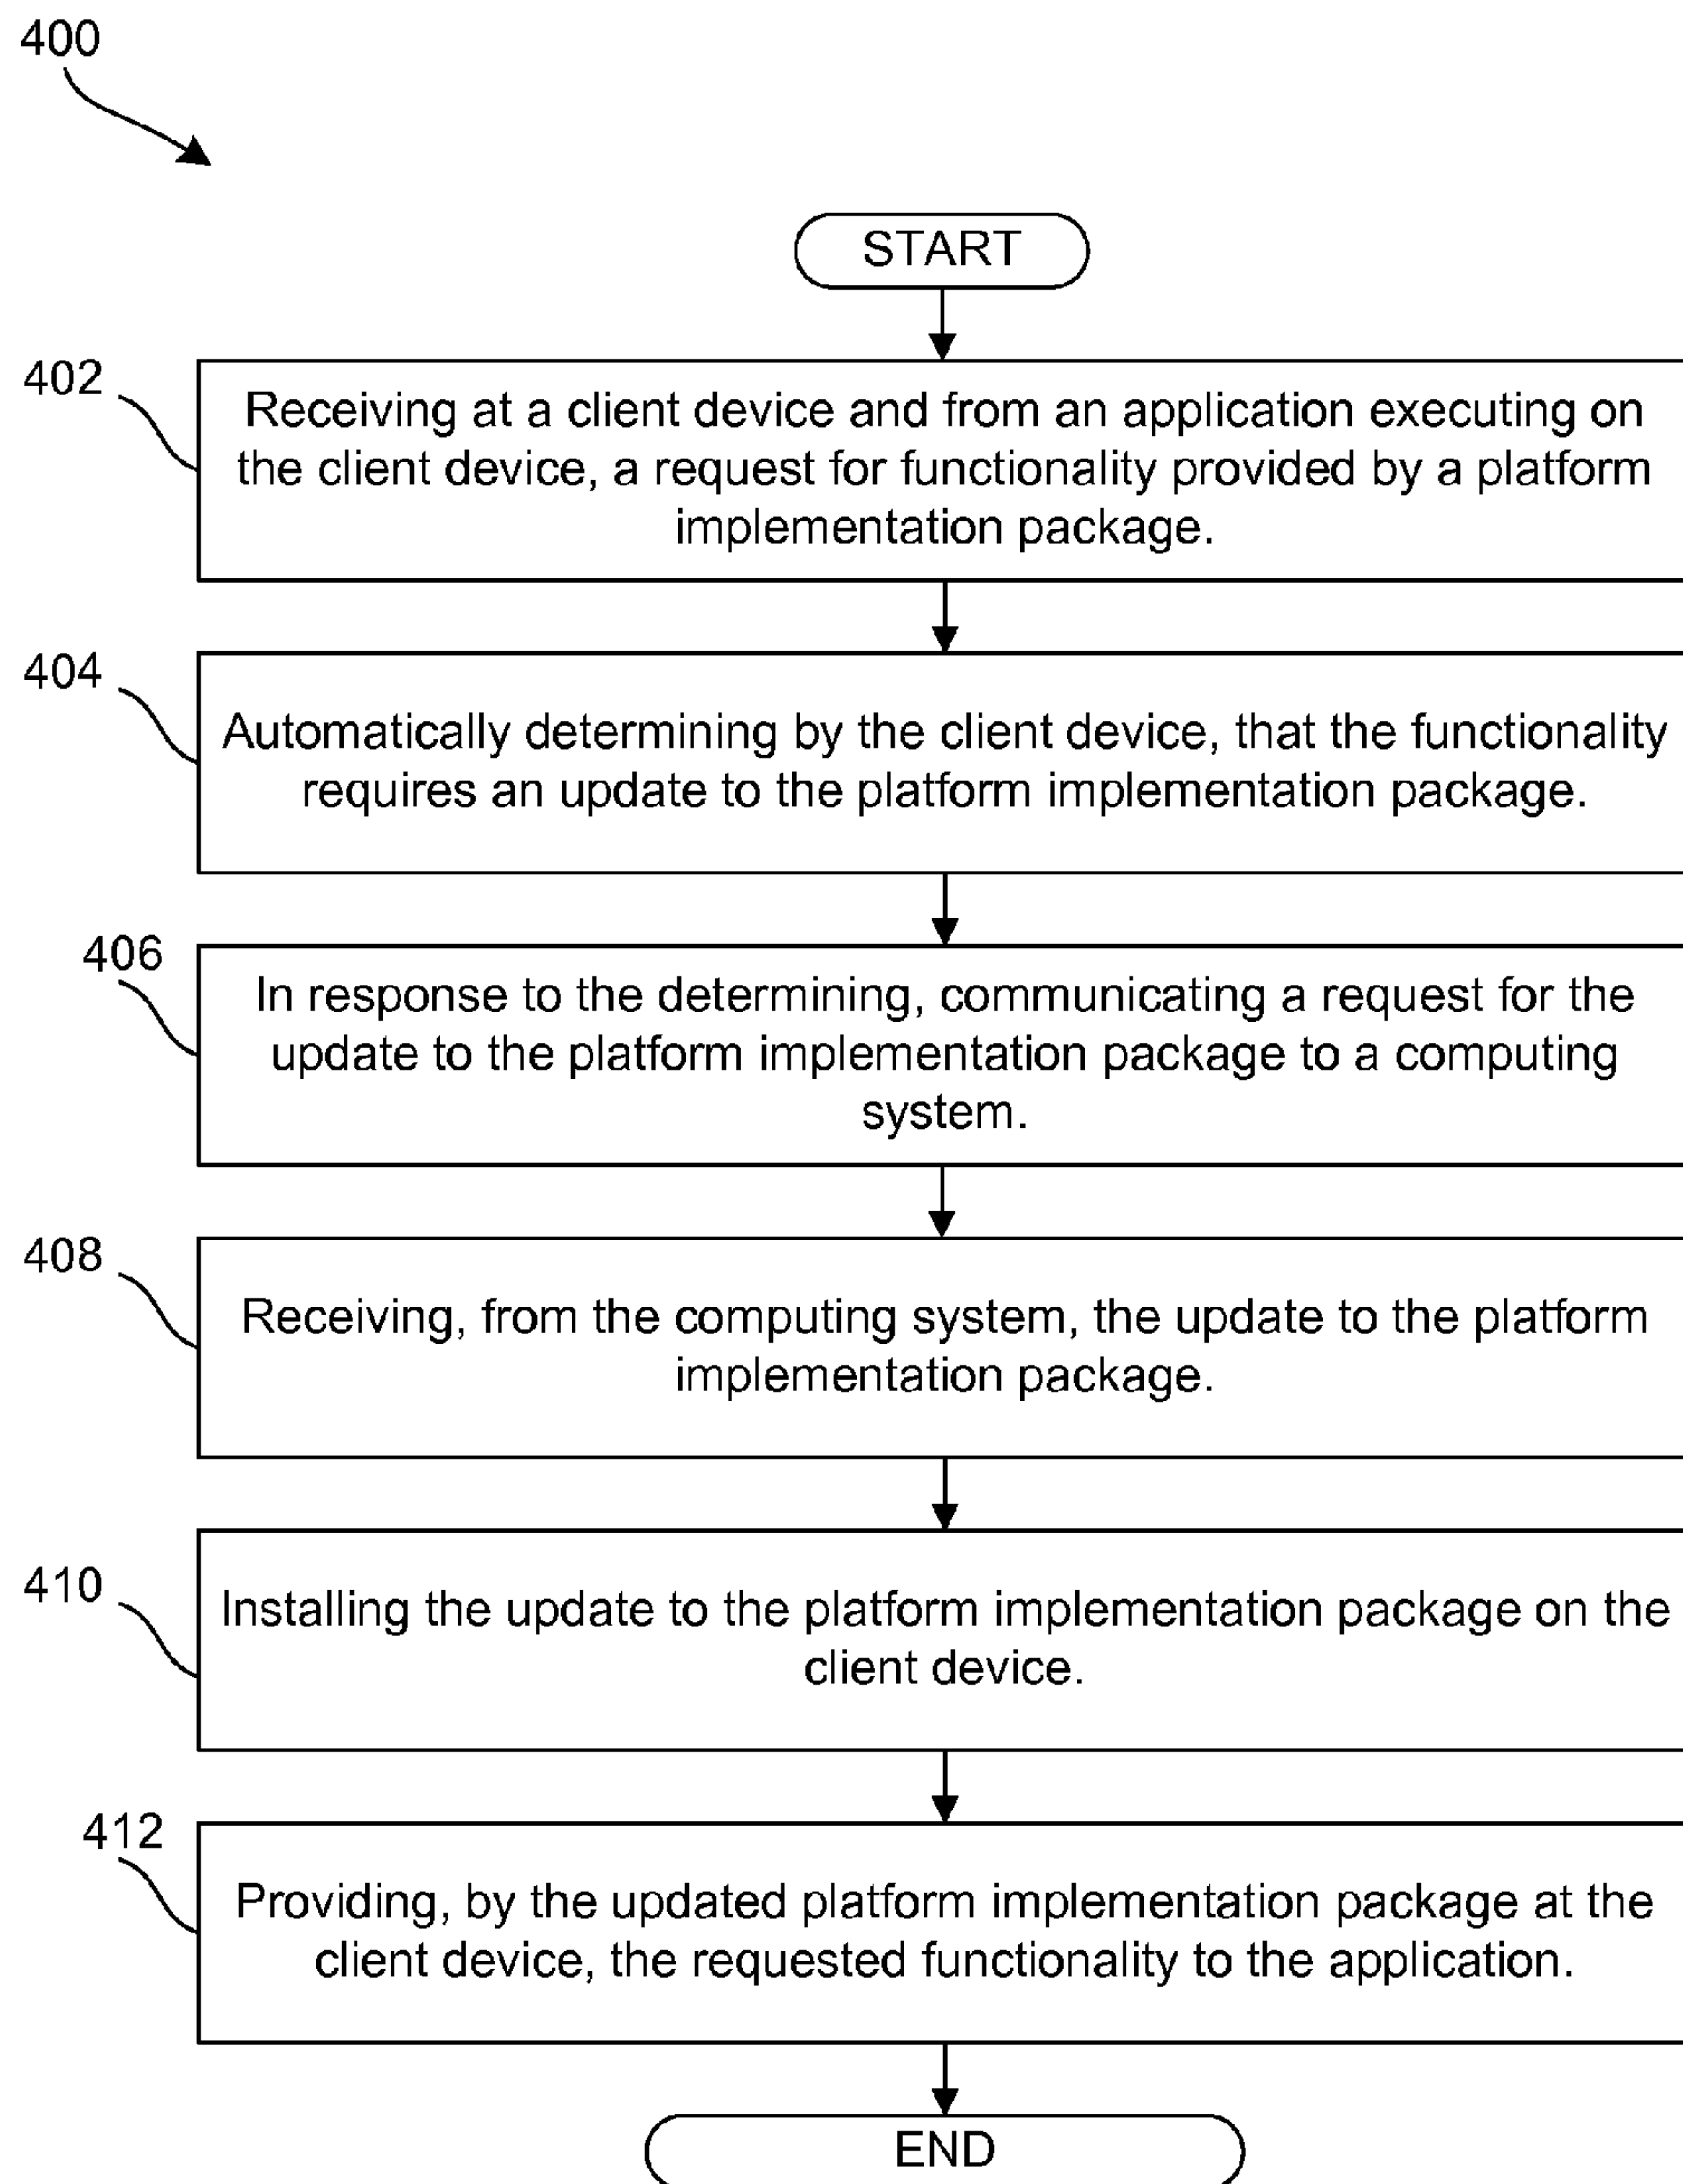 400
START
402
Receiving at a client device and from an application executing on
the client device, a request for functionality provided by a platform
implementation package.
404
Automatically determining by the client device, that the functionality
requires an update to the platform implementation package.
406
In response to the determining, communicating a request for the
update to the platform implementation package to a computing
system.
408
Receiving, from the computing system, the update to the platform
implementation package.
410
Installing the update to the platform implementation package on the
client device.
412
Providing, by the updated platform implementation package at the
client device, the requested functionality to the application.
END